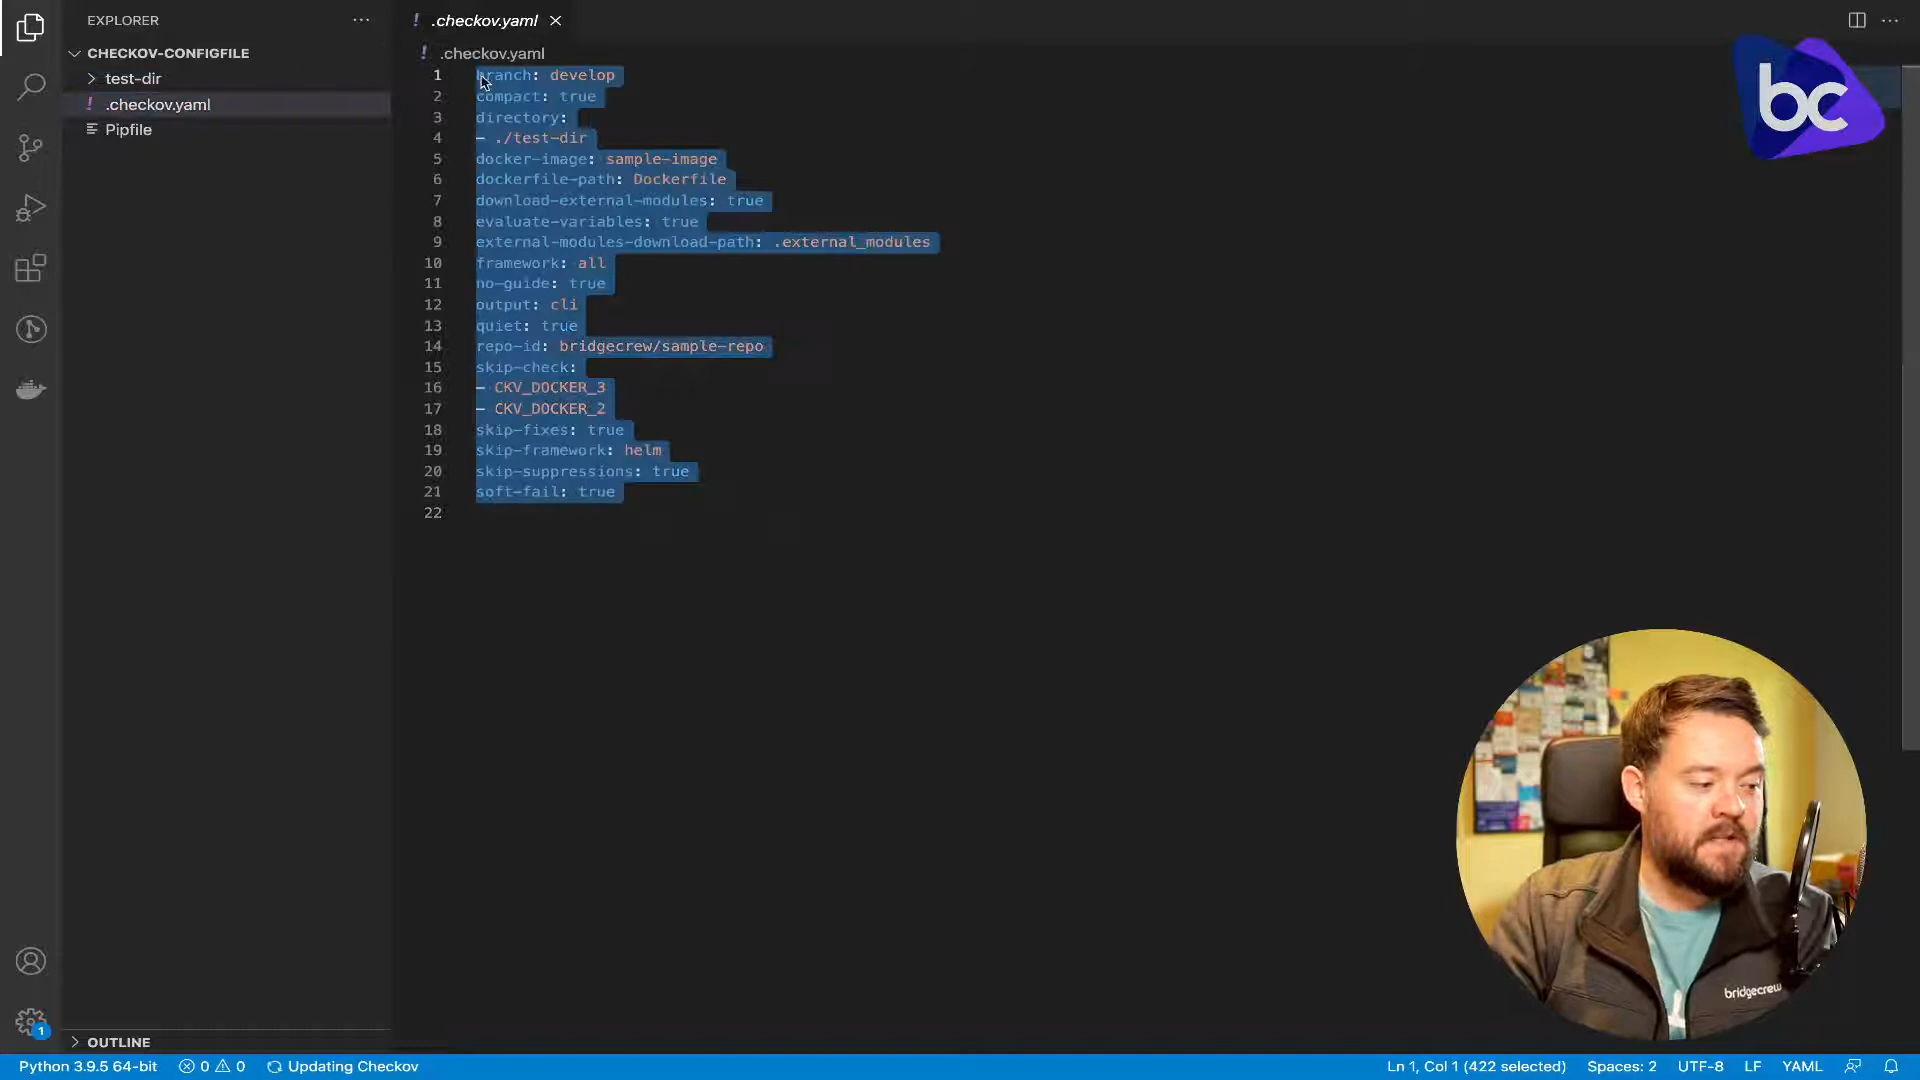 EXPLORER
CHECKOV-CONFIGFILE
test-dir
! .checkov.yaml
Pipfile
! .checkov.yaml
! .checkov.yaml
1 branch: develop
2 compact: true
3 directory:
4 - ./test-dir
5 docker-image: sample-image
6 dockerfile-path: Dockerfile
7 download-external-modules: true
8 evaluate-variables: true
9 external-modules-download-path: .external_modules
10 framework: all
11 no-guide: true
12 output: cli
13 quiet: true
14 repo-id: bridgecrew/sample-repo
15 skip-check:
16 - CKV_DOCKER_3
17 - CKV_DOCKER_2
18 skip-fixes: true
19 skip-framework: helm
20 skip-suppressions: true
21 soft-fail: true
22
bc
bridgecrew
1
OUTLINE
Python 3.9.5 64-bit 0 0 Updating Checkov
Ln 1, Col 1 (422 selected) Spaces: 2 UTF-8 LF YAML